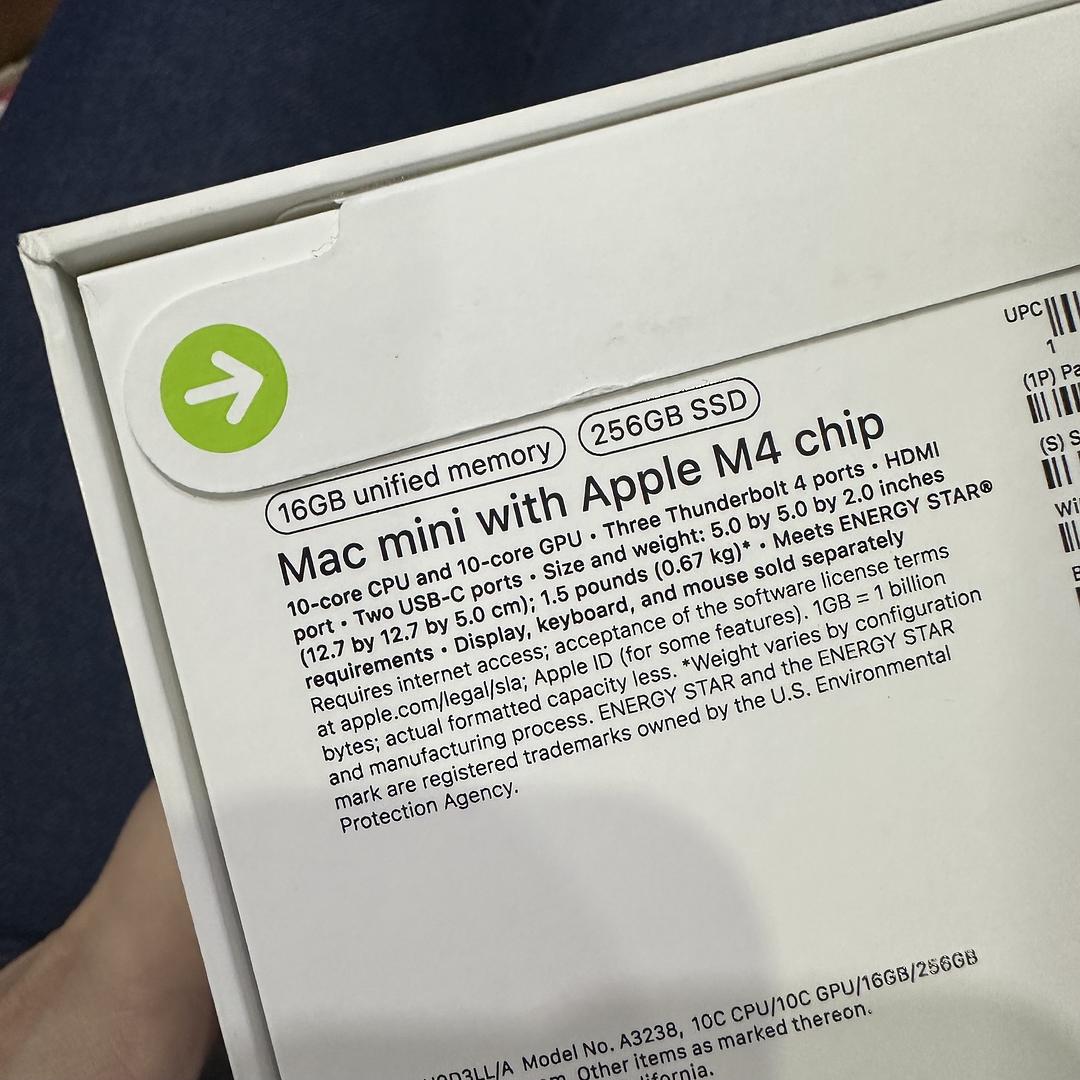 16GB unified memory 256GB SSD
Mac mini with Apple M4 chip
10-core CPU and 10-core GPU • Three Thunderbolt 4 ports • HDMI
port • Two USB-C ports • Size and weight: 5.0 by 5.0 by 2.0 inches
(12.7 by 12.7 by 5.0 cm); 1.5 pounds (0.67 kg)* • Meets ENERGY STAR®
requirements • Display, keyboard, and mouse sold separately
Requires internet access; acceptance of the software license terms
at apple.com/legal/sla; Apple ID (for some features). 1GB = 1 billion
bytes; actual formatted capacity less. *Weight varies by configuration
and manufacturing process. ENERGY STAR and the ENERGY STAR
mark are registered trademarks owned by the U.S. Environmental
Protection Agency.
UPC
1
(1P)
(S)
Model No. A3238, 10C CPU/10C GPU/16GB/256GB
Other items as marked thereon.